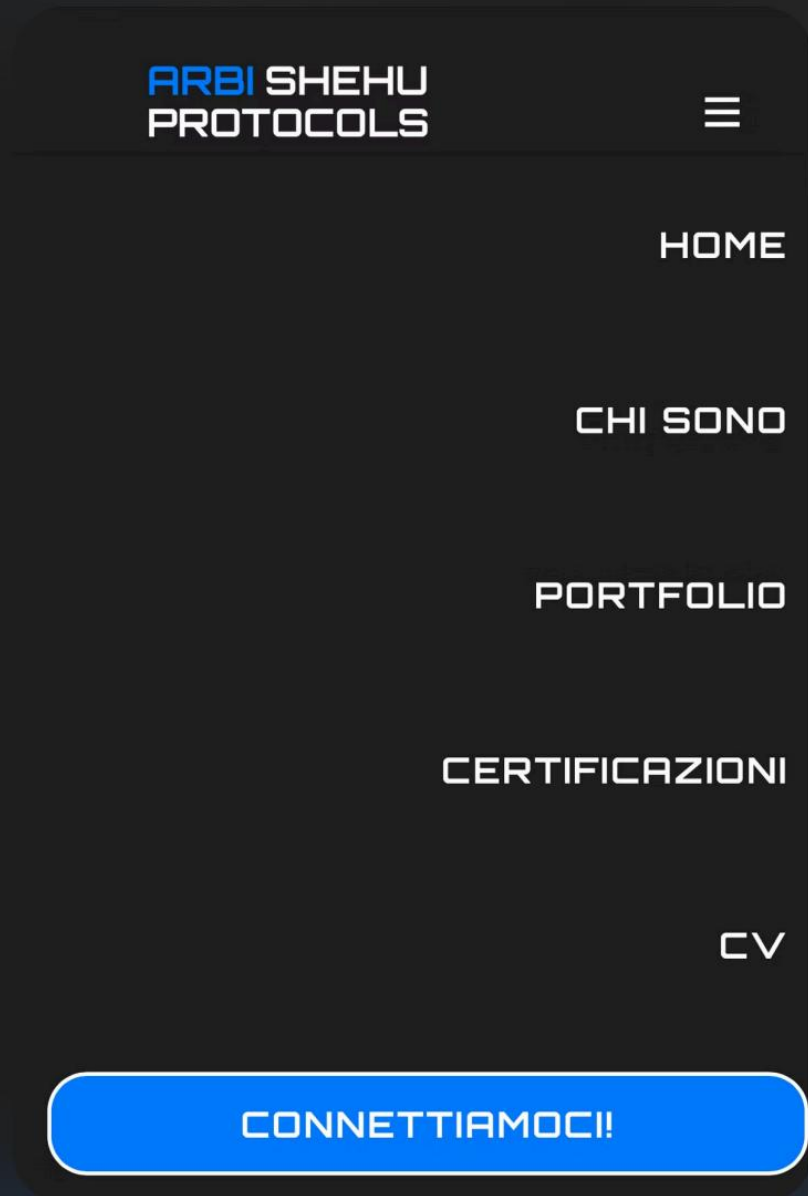 ARBI SHEHU
PROTOCOLS
HOME
CHI SONO
PORTFOLIO
CERTIFICAZIONI
CV
CONNETTIAMOCI!